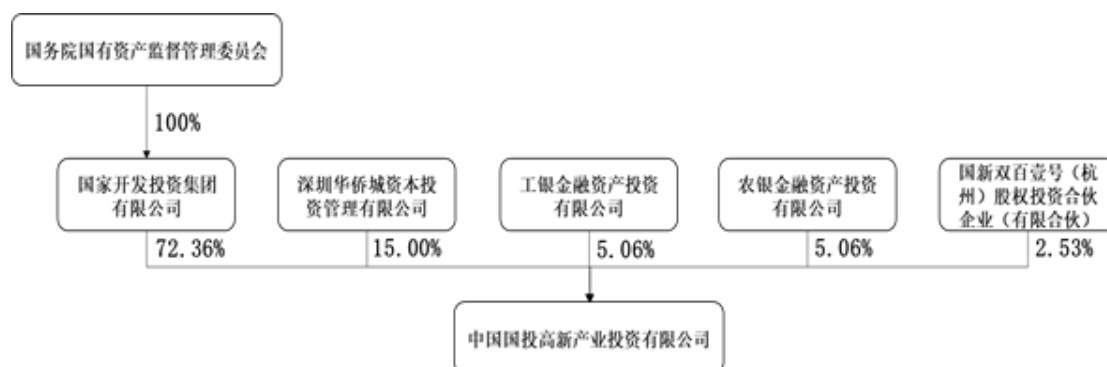 国务院国有资产监督管理委员会
100%
国家开发投资集团
有限公司
深圳华侨城资本投
资管理有限公司
工银金融资产投资
有限公司
农银金融资产投资
有限公司
国新双百壹号（杭
州）股权投资合伙
企业（有限合伙）
72.36%
15.00%
5.06%
5.06%
2.53%
中国国投高新产业投资有限公司